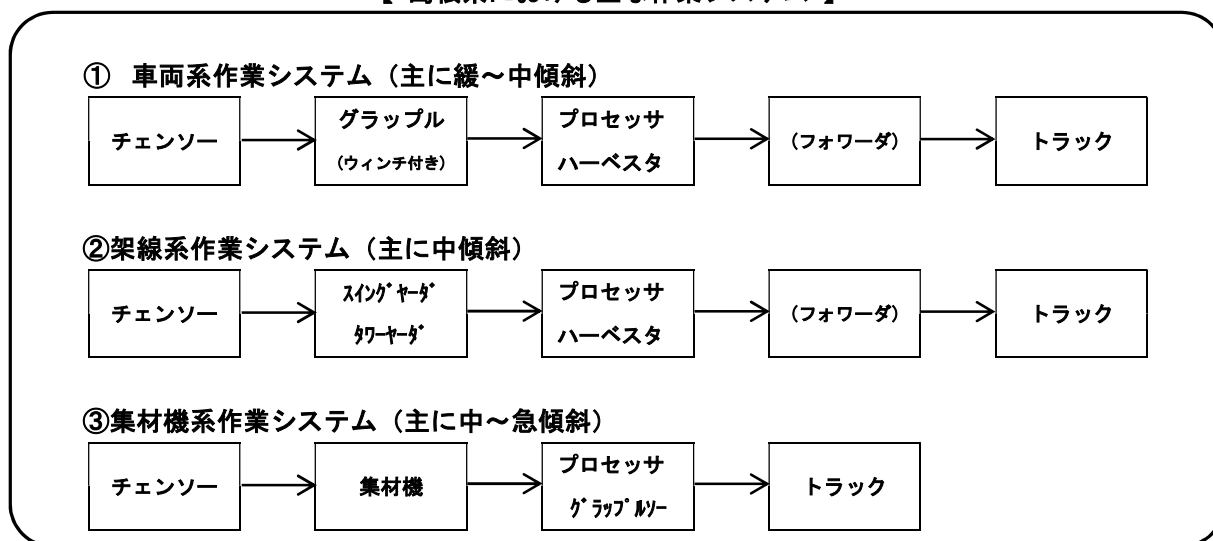 ① 車両系作業システム（主に緩～中傾斜）
チェンソー
グラップル
(ウィンチ付き)
プロセッサ
ハーベスタ
(フォワーダ)
トラック
②架線系作業システム（主に中傾斜）
チェンソー
ｽｲﾝｸﾞﾔｰﾀﾞ
ﾀﾜｰﾔｰﾀﾞ
プロセッサ
ハーベスタ
(フォワーダ)
トラック
③集材機系作業システム（主に中～急傾斜）
チェンソー
集材機
プロセッサ
ｸﾞﾗｯﾌﾟﾙｿｰ
トラック